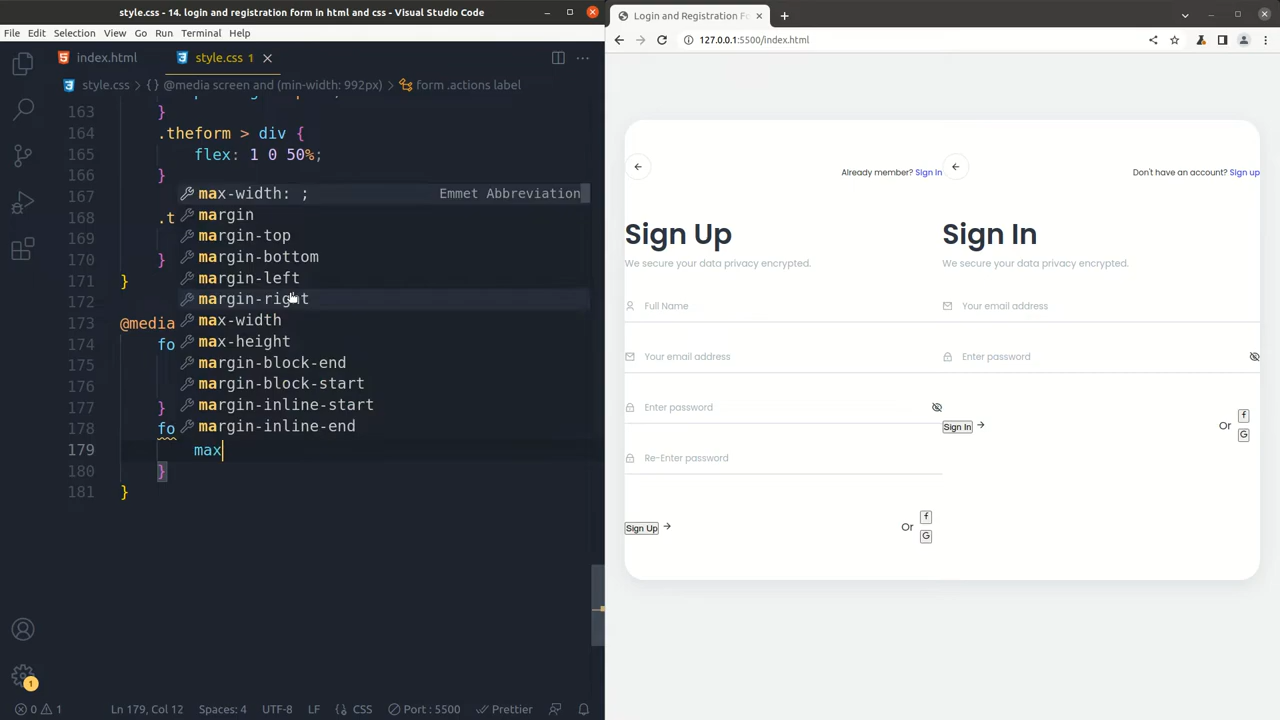 style.css - 14. login and registration form in html and css - Visual Studio Code
File Edit Selection View Go Run Terminal Help
index.html
style.css 1
style.css > { } @media screen and (min-width: 992px) > form .actions label
163 }
164 .theform > div {
165 flex: 1 0 50%;
166 }
167
168 .t
169
170 }
171 }
172
173 @media
174 fo
175
176
177 }
178 fo
179 max
180 }
181 }
max-width: ; Emmet Abbreviation
margin
margin-top
margin-bottom
margin-left
margin-right
max-width
max-height
margin-block-end
margin-block-start
margin-inline-start
margin-inline-end
1
0 1
Ln 179, Col 12
Spaces: 4
UTF-8
LF
CSS
Port : 5500
Prettier
Login and Registration Fo
127.0.0.1:5500/index.html
Already member? Sign In
Sign Up
We secure your data privacy encrypted.
Full Name
Your email address
Enter password
Re-Enter password
Sign Up
Or
f
G
Don't have an account? Sign up
Sign In
We secure your data privacy encrypted.
Your email address
Enter password
Sign In
Or
f
G